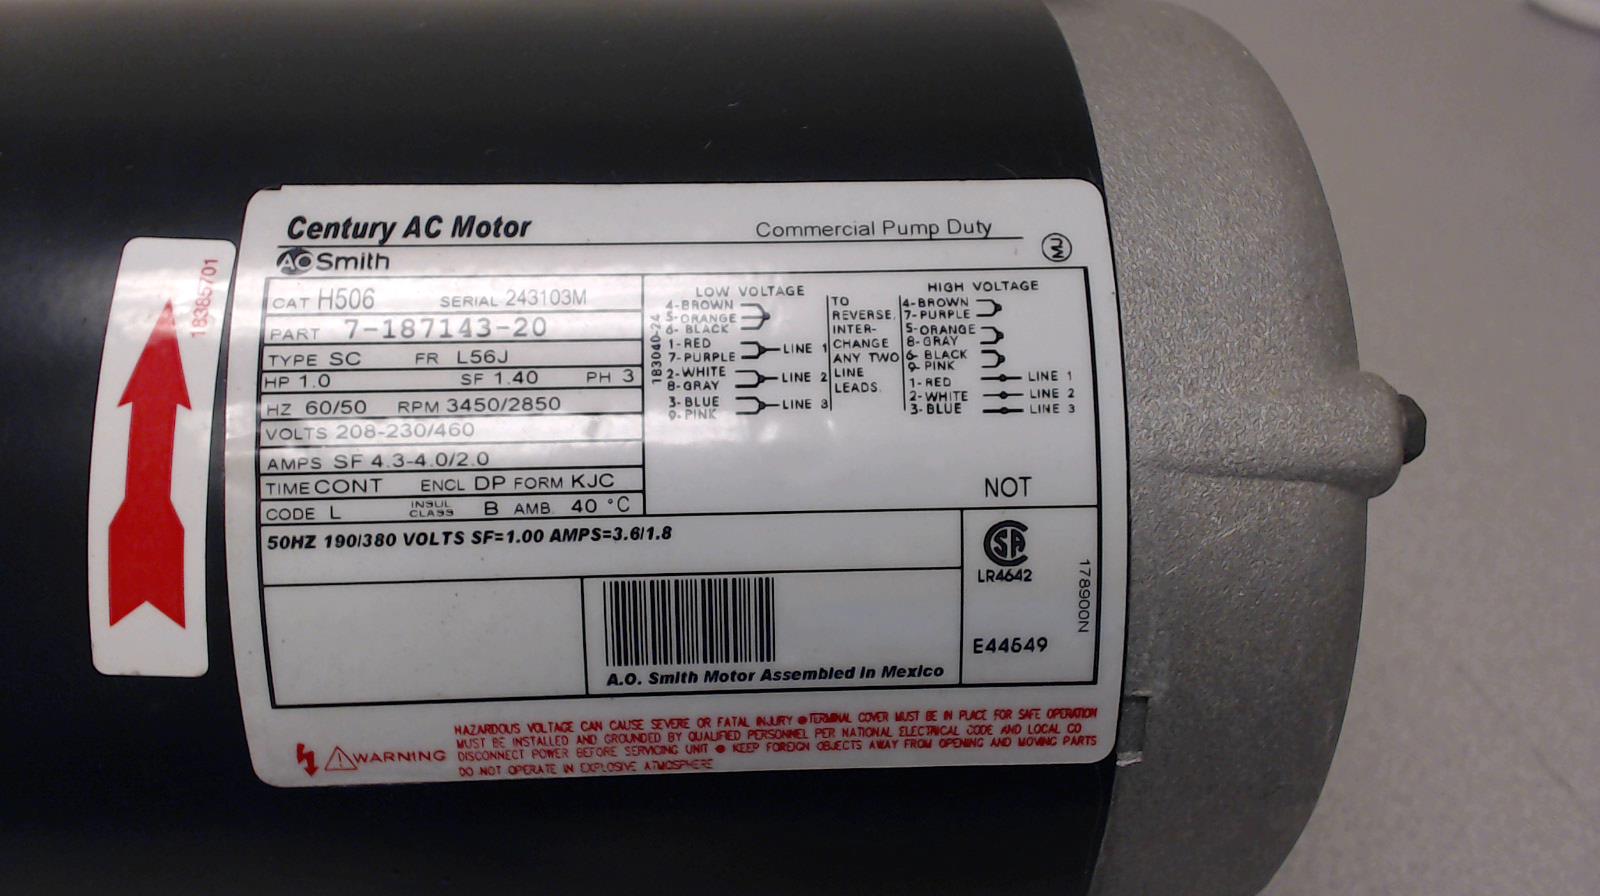 Century AC Motor
Commercial Pump Duty
AO Smith
CAT H506 SERIAL 243103M
PART 7-187143-20
TYPE SC FR L56J
HP 1.0 SF 1.40 PH 3
HZ 60/50 RPM 3450/2850
VOLTS 208-230/460
AMPS SF 4.3-4.0/2.0
TIME CONT ENCL DP FORM KJC
CODE L INSUL CLASS B AMB. 40 °C
183040-24
LOW VOLTAGE
4-BROWN
5-ORANGE
6-BLACK
1-RED
7-PURPLE
LINE 1
2-WHITE
8-GRAY
LINE 2
3-BLUE
9-PINK
LINE 3
TO
REVERSE,
INTER-
CHANGE
ANY TWO
LINE
LEADS.
HIGH VOLTAGE
4-BROWN
7-PURPLE
5-ORANGE
8-GRAY
6-BLACK
9-PINK
1-RED LINE 1
2-WHITE LINE 2
3-BLUE LINE 3
NOT
50HZ 190/380 VOLTS SF=1.00 AMPS=3.6/1.8
LR4642
E44549
178900N
A.O. Smith Motor Assembled in Mexico
WARNING
HAZARDOUS VOLTAGE CAN CAUSE SEVERE OR FATAL INJURY ● TERMINAL COVER MUST BE IN PLACE FOR SAFE OPERATION
MUST BE INSTALLED AND GROUNDED BY QUALIFIED PERSONNEL PER NATIONAL ELECTRICAL CODE AND LOCAL CO
DISCONNECT POWER BEFORE SERVICING UNIT ● KEEP FOREIGN OBJECTS AWAY FROM OPENING AND MOVING PARTS
DO NOT OPERATE IN EXPLOSIVE ATMOSPHERE
18385701